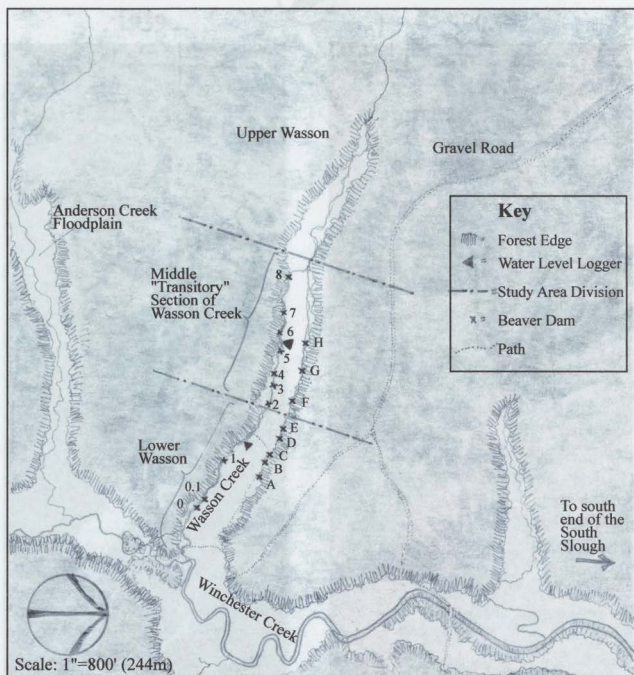 Upper Wasson
Gravel Road
Anderson Creek
Floodplain
Key
Forest Edge
Water Level Logger
Study Area Division
Beaver Dam
Path
Middle
"Transitory"
Section of
Wasson Creek
8
7
6
5
4
3
2
H
G
F
E
D
C
B
A
Lower
Wasson
1
0.1
0
Wasson Creek
Winchester Creek
To south
end of the
South
Slough
Scale: 1"=800' (244m)